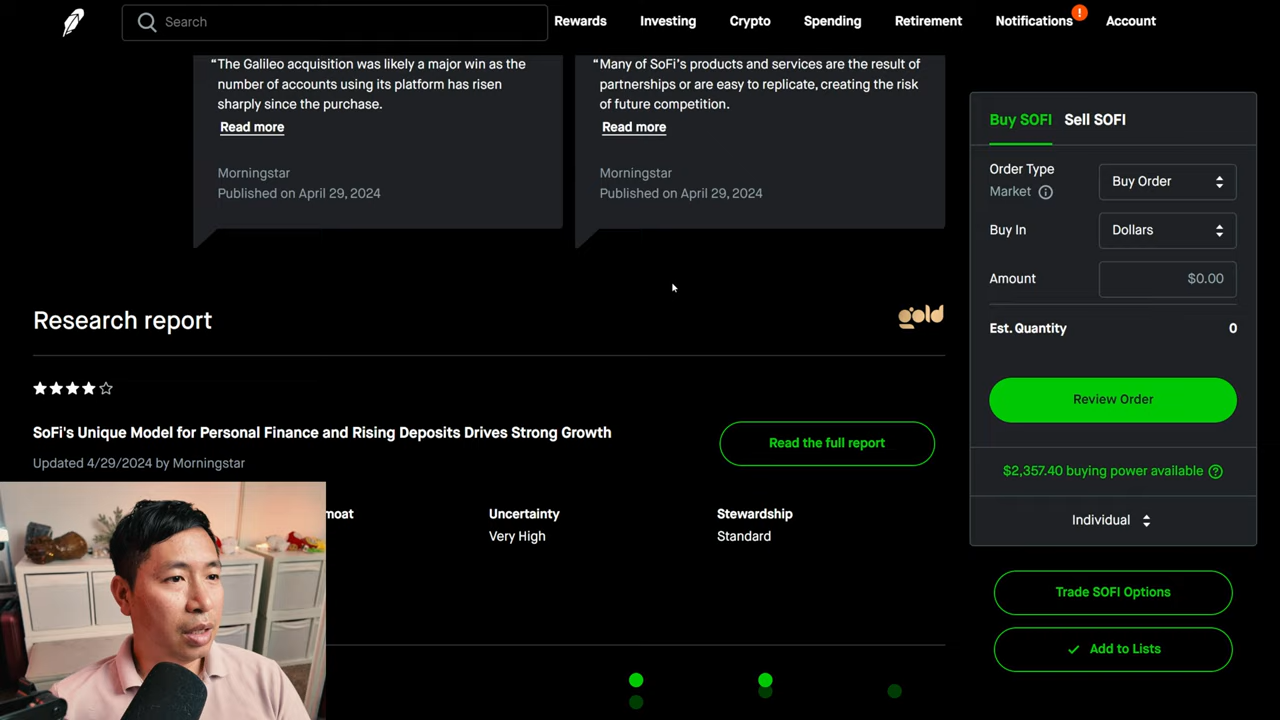 Search
Rewards
Investing
Crypto
Spending
Retirement
Notifications
!
Account
“The Galileo acquisition was likely a major win as the
number of accounts using its platform has risen
sharply since the purchase.
Read more
Morningstar
Published on April 29, 2024
“Many of SoFi’s products and services are the result of
partnerships or are easy to replicate, creating the risk
of future competition.
Read more
Morningstar
Published on April 29, 2024
Research report
gold
SoFi's Unique Model for Personal Finance and Rising Deposits Drives Strong Growth
Updated 4/29/2024 by Morningstar
Read the full report
moat
Uncertainty
Very High
Stewardship
Standard
Buy SOFI
Sell SOFI
Order Type
Market
Buy Order
Buy In
Dollars
Amount
$0.00
Est. Quantity
0
Review Order
$2,357.40 buying power available
Individual
Trade SOFI Options
Add to Lists